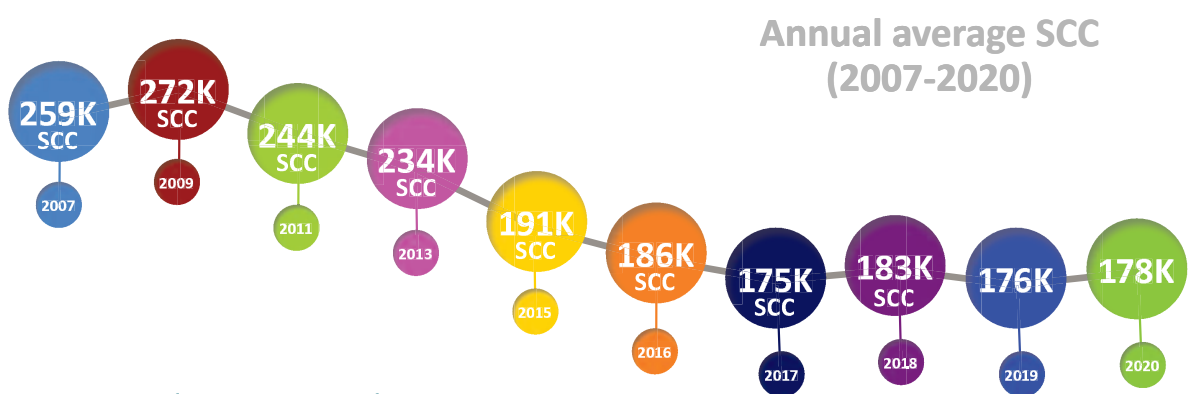 Annual average SCC
(2007-2020)
259K
SCC
2007
272K
SCC
2009
244K
SCC
2011
234K
SCC
2013
191K
SCC
2015
186K
SCC
2016
175K
SCC
2017
183K
SCC
2018
176K
2019
178K
2020